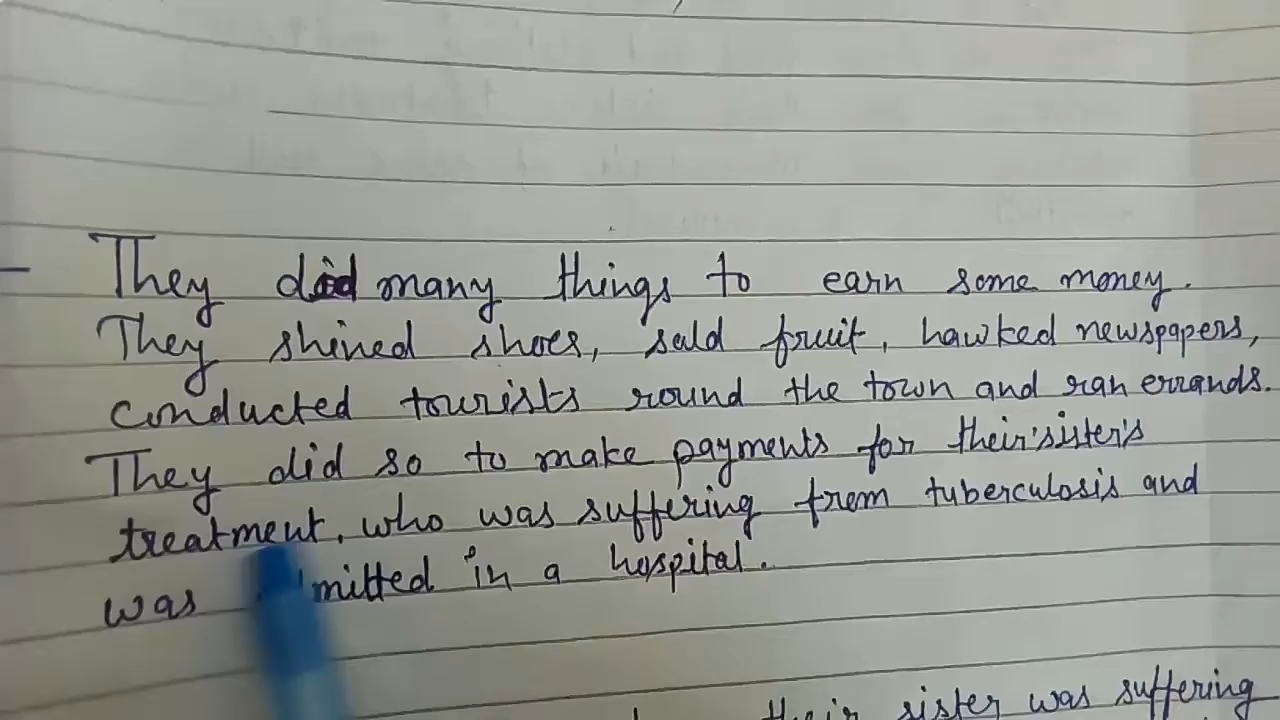 - They did many things to earn some money.
They shined shoes, sald fruit, hawked newspapers,
conducted tourists round the town and ran errands.
They did so to make payments for their sister's
treatment, who was suffering from tuberculosis and
was mitted in a hospital.
their sister was suffering